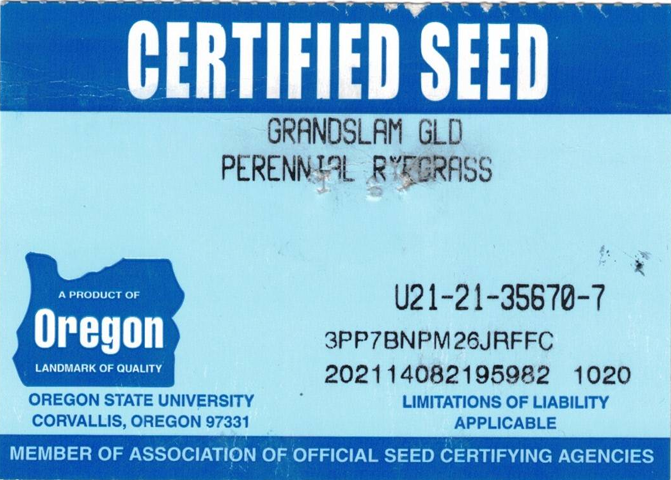 CERTIFIED SEED
GRANDSLAM GLD
PERENNIAL RYEGRASS
A PRODUCT OF
Oregon
LANDMARK OF QUALITY
U21-21-35670-7
3PP7BNPM26JRFFC
202114082195982 1020
OREGON STATE UNIVERSITY
CORVALLIS, OREGON 97331
LIMITATIONS OF LIABILITY
APPLICABLE
MEMBER OF ASSOCIATION OF OFFICIAL SEED CERTIFYING AGENCIES